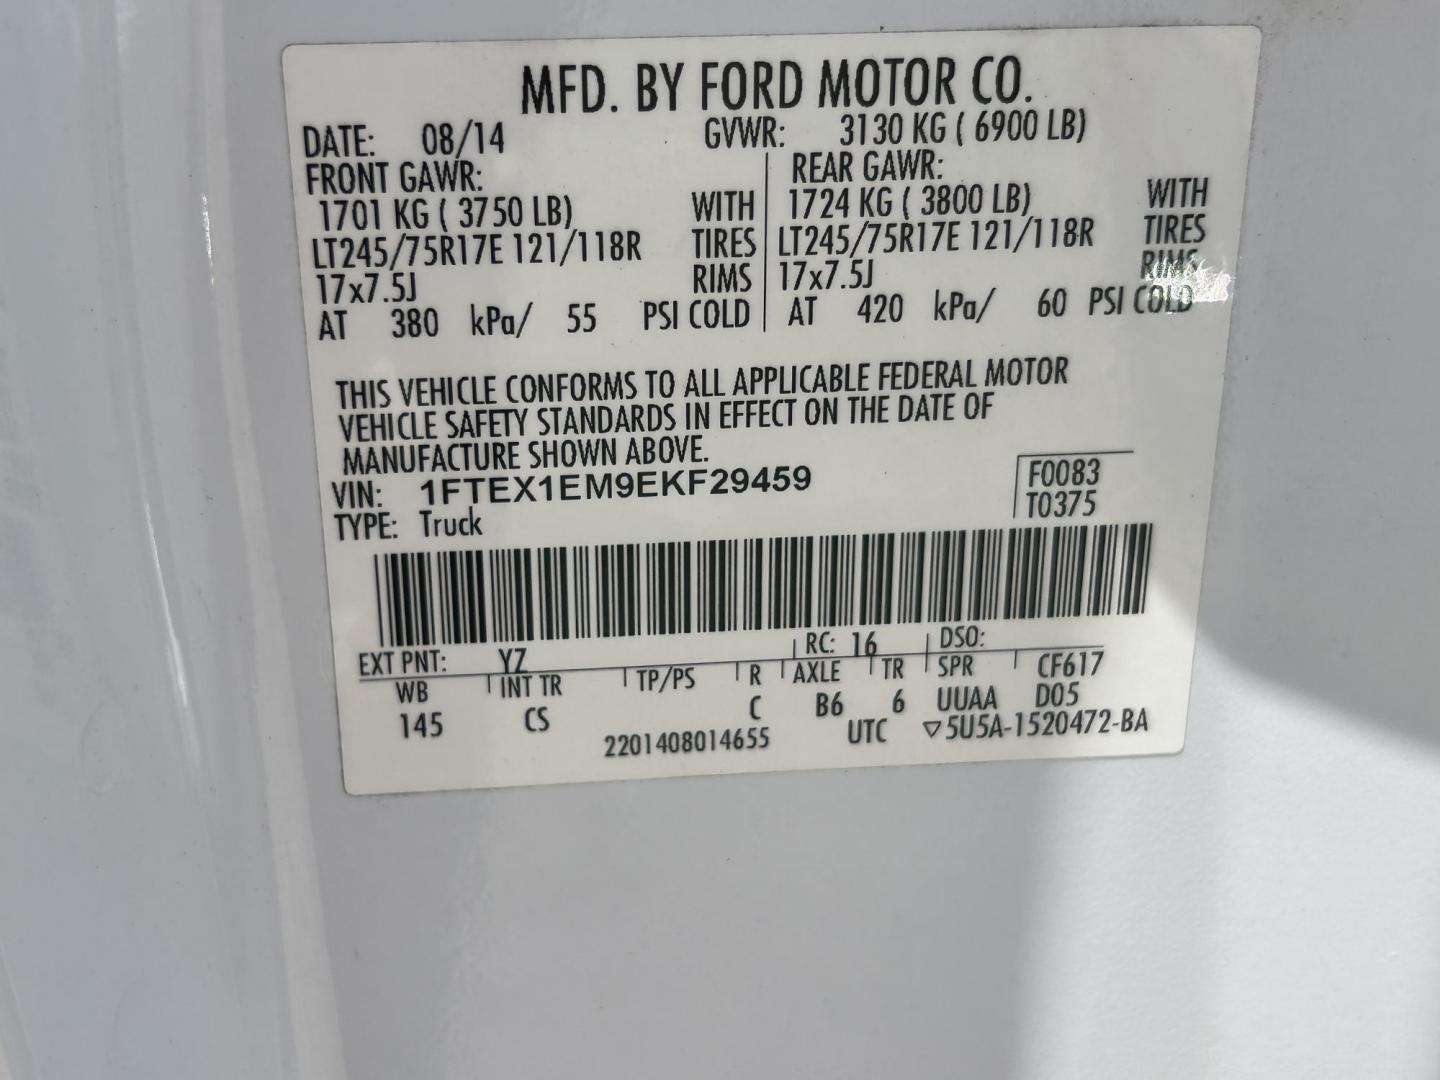 MFD. BY FORD MOTOR CO.
DATE: 08/14 GVWR: 3130 KG ( 6900 LB)
FRONT GAWR: REAR GAWR:
1701 KG ( 3750 LB) WITH 1724 KG ( 3800 LB) WITH
LT245/75R17E 121/118R TIRES LT245/75R17E 121/118R TIRES
17x7.5J RIMS 17x7.5J RIMS
AT 380 kPa/ 55 PSI COLD AT 420 kPa/ 60 PSI COLD
THIS VEHICLE CONFORMS TO ALL APPLICABLE FEDERAL MOTOR
VEHICLE SAFETY STANDARDS IN EFFECT ON THE DATE OF
MANUFACTURE SHOWN ABOVE.
VIN: 1FTEX1EM9EKF29459 F0083
TYPE: Truck T0375
EXT PNT: YZ RC: 16 DSO:
WB INT TR TP/PS R AXLE TR SPR CF617
145 CS C B6 6 UUAA D05
2201408014655 UTC ▽5U5A-1520472-BA